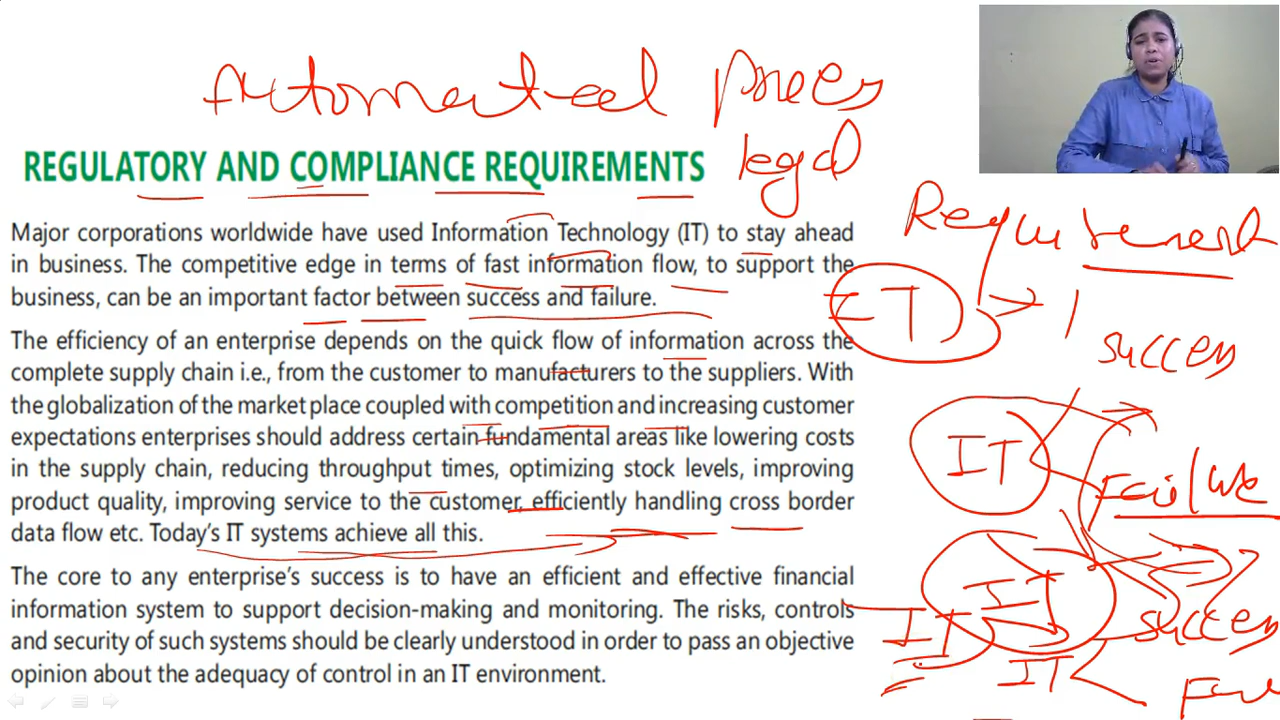 Automated
legal
REGULATORY AND COMPLIANCE REQUIREMENTS
Requirement
Major corporations worldwide have used Information Technology (IT) to stay ahead
in business. The competitive edge in terms of fast information flow, to support the
business, can be an important factor between success and failure.
IT
success
The efficiency of an enterprise depends on the quick flow of information across the
complete supply chain i.e., from the customer to manufacturers to the suppliers. With
the globalization of the market place coupled with competition and increasing customer
expectations enterprises should address certain fundamental areas like lowering costs
in the supply chain, reducing throughput times, optimizing stock levels, improving
product quality, improving service to the customer, efficiently handling cross border
data flow etc. Today's IT systems achieve all this.
IT
The core to any enterprise's success is to have an efficient and effective financial
information system to support decision-making and monitoring. The risks, controls
and security of such systems should be clearly understood in order to pass an objective
opinion about the adequacy of control in an IT environment.
IT
IT
success
IT